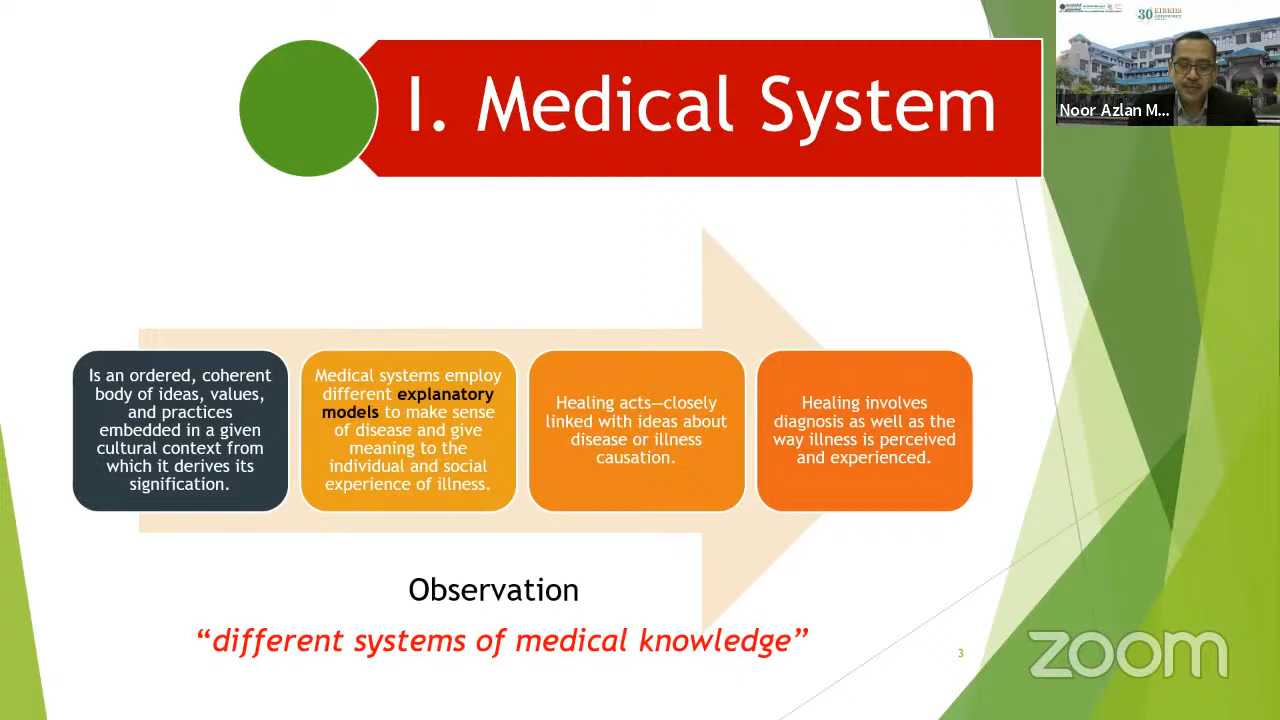 I. Medical System
30 KIRKHS
Anniversary
Noor Azlan M...
Is an ordered, coherent
body of ideas, values,
and practices
embedded in a given
cultural context from
which it derives its
signification.
Medical systems employ
different explanatory
models to make sense
of disease and give
meaning to the
individual and social
experience of illness.
Healing acts—closely
linked with ideas about
disease or illness
causation.
Healing involves
diagnosis as well as the
way illness is perceived
and experienced.
Observation
“different systems of medical knowledge”
3
zoom